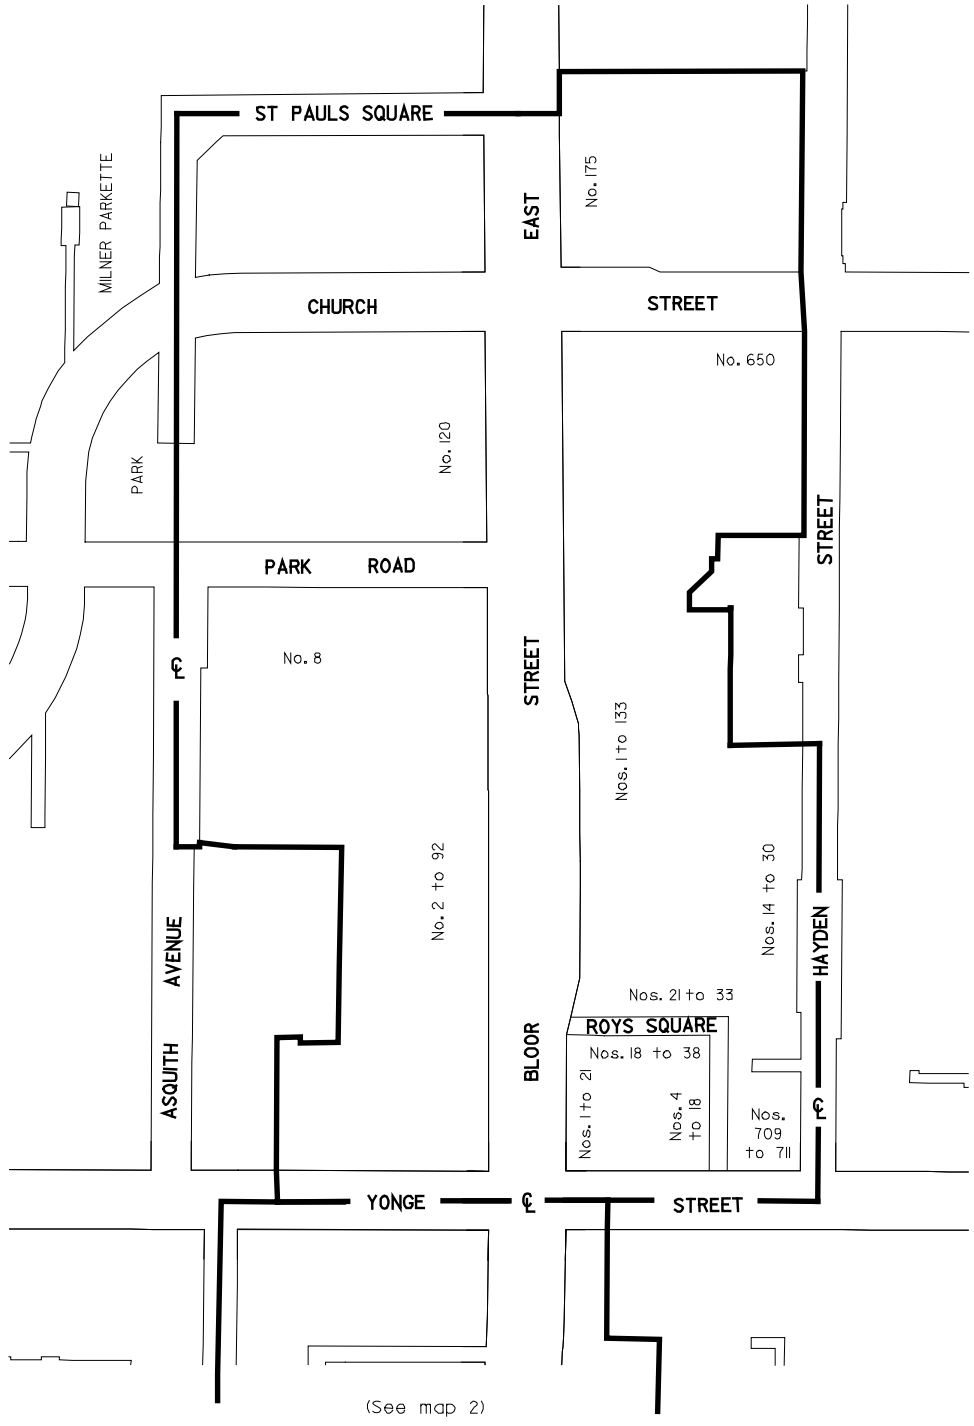 ST PAULS SQUARE
No. 175
MILNER PARKETTE
EAST
CHURCH STREET
No. 650
No. 120
PARK
STREET
PARK ROAD
℄
No. 8
STREET
Nos. 1 to 133
No. 2 to 92
Nos. 14 to 30
HAYDEN
AVENUE
Nos. 21 to 33
ROYS SQUARE
BLOOR
Nos. 18 to 38
ASQUITH
Nos. 1 to 21
Nos. 4
to 18
Nos.
709
to 711
℄
YONGE ℄ STREET
(See map 2)